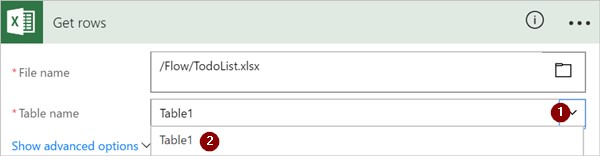 Get rows
* File name
/Flow/TodoList.xlsx
* Table name
Table1
1
Show advanced options
Table1
2